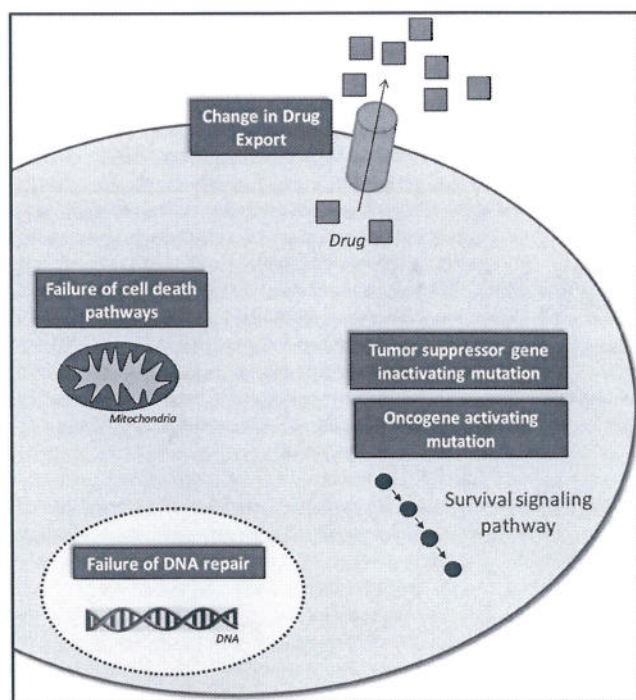 Change in Drug
Export
Drug
Failure of cell death
pathways
Mitochondria
Tumor suppressor gene
inactivating mutation
Oncogene activating
mutation
Survival signaling
pathway
Failure of DNA repair
DNA